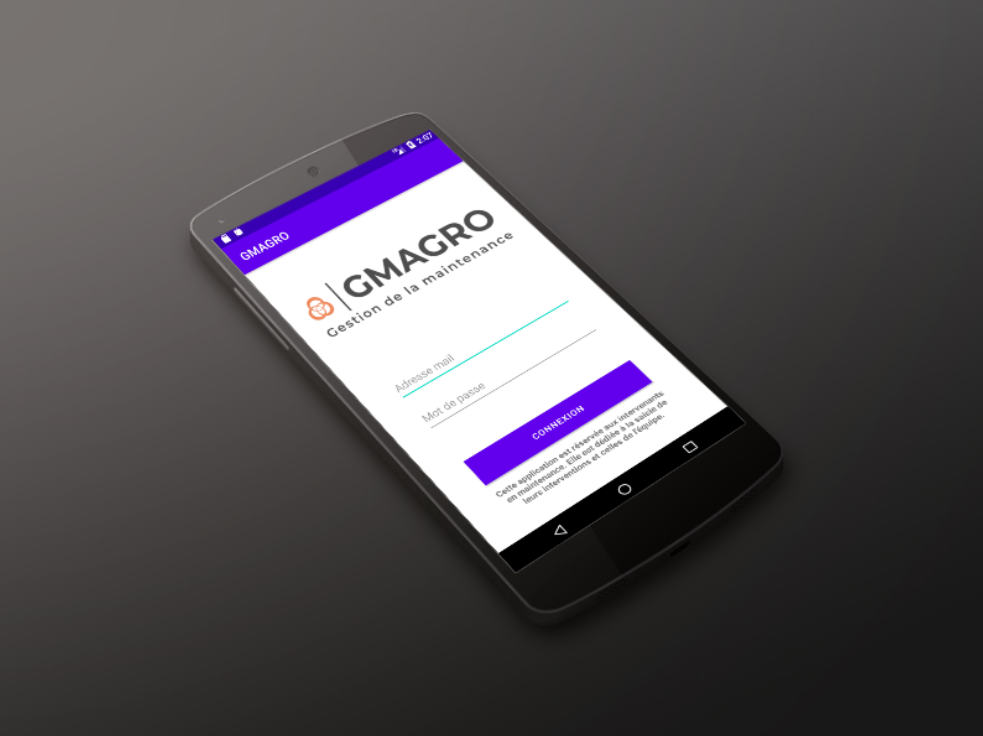 2:07
GMAGRO
GMAGRO
Gestion de la maintenance
Adresse mail
Mot de passe
CONNEXION
Cette application est réservée aux intervenants
en maintenance. Elle est dédiée à la saisie de
leurs interventions et celles de l'équipe.